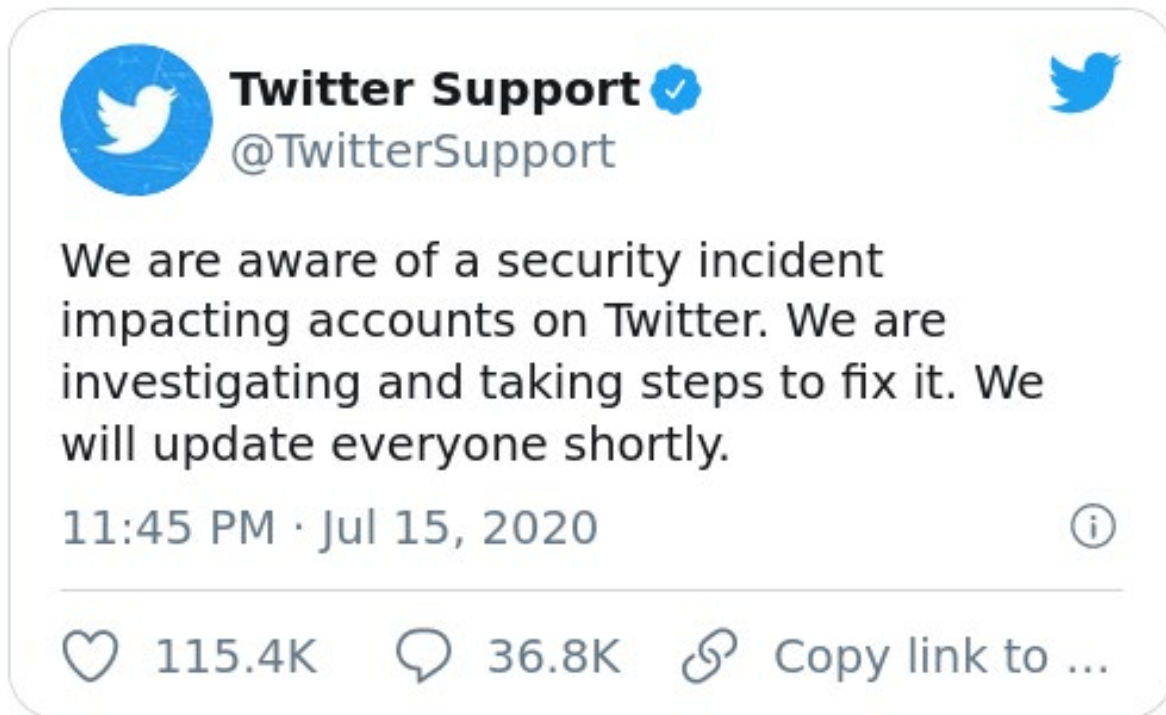 Twitter Support
@TwitterSupport
We are aware of a security incident
impacting accounts on Twitter. We are
investigating and taking steps to fix it. We
will update everyone shortly.
11:45 PM · Jul 15, 2020
115.4K 36.8K Copy link to ...